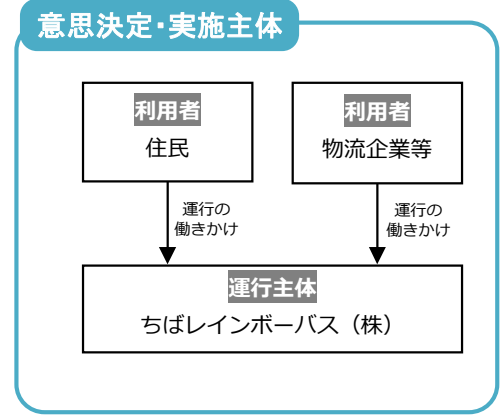 意思決定・実施主体
利用者
住民
利用者
物流企業等
運行の
働きかけ
運行の
働きかけ
運行主体
ちばレインボーバス（株）